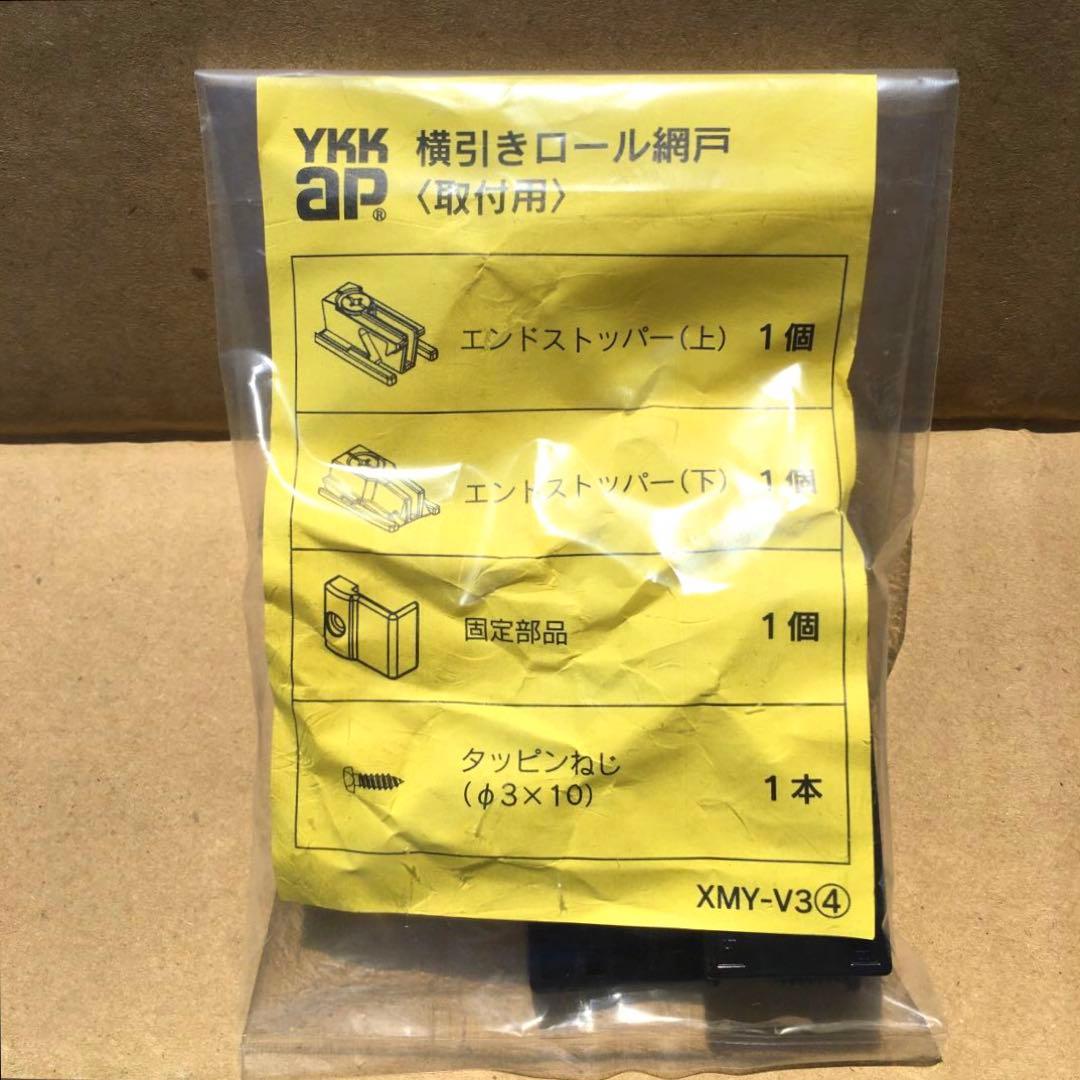 YKK
ap®
横引きロール網戸
〈取付用〉
エンドストッパー(上) 1個
エンドストッパー(下) 1個
固定部品 1個
タッピンねじ
(φ3×10) 1本
XMY-V3④